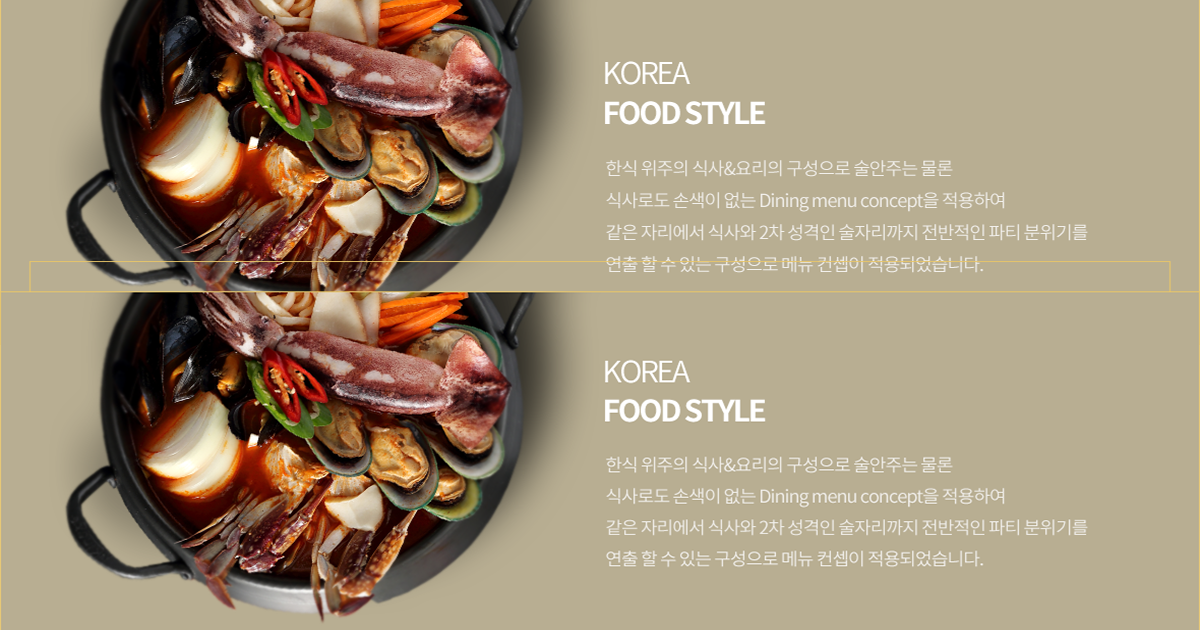 KOREA
FOOD STYLE
한식 위주의 식사&요리의 구성으로 술안주는 물론
식사로도 손색이 없는 Dining menu concept을 적용하여
같은 자리에서 식사와 2차 성격인 술자리까지 전반적인 파티 분위기를
연출 할 수 있는 구성으로 메뉴 컨셉이 적용되었습니다.
KOREA
FOOD STYLE
한식 위주의 식사&요리의 구성으로 술안주는 물론
식사로도 손색이 없는 Dining menu concept을 적용하여
같은 자리에서 식사와 2차 성격인 술자리까지 전반적인 파티 분위기를
연출 할 수 있는 구성으로 메뉴 컨셉이 적용되었습니다.